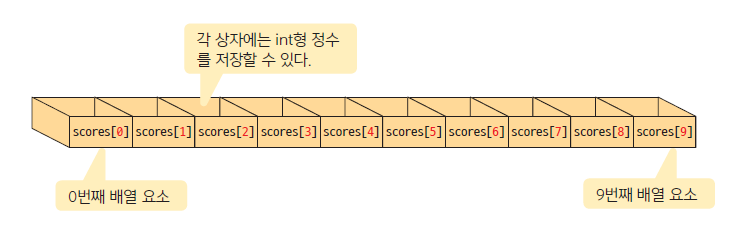 각 상자에는 int형 정수
를 저장할 수 있다.
scores[0] scores[1] scores[2] scores[3] scores[4] scores[5] scores[6] scores[7] scores[8] scores[9]
0번째 배열 요소
9번째 배열 요소